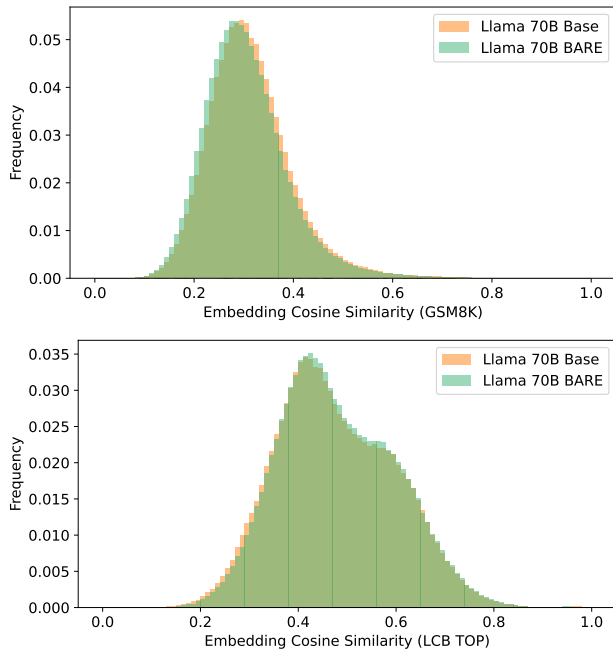 Llama 70B Base
Llama 70B BARE
Frequency
0.05
0.04
0.03
0.02
0.01
0.00
0.0 0.2 0.4 0.6 0.8 1.0
Embedding Cosine Similarity (GSM8K)
Llama 70B Base
Llama 70B BARE
Frequency
0.035
0.030
0.025
0.020
0.015
0.010
0.005
0.000
0.0 0.2 0.4 0.6 0.8 1.0
Embedding Cosine Similarity (LCB TOP)